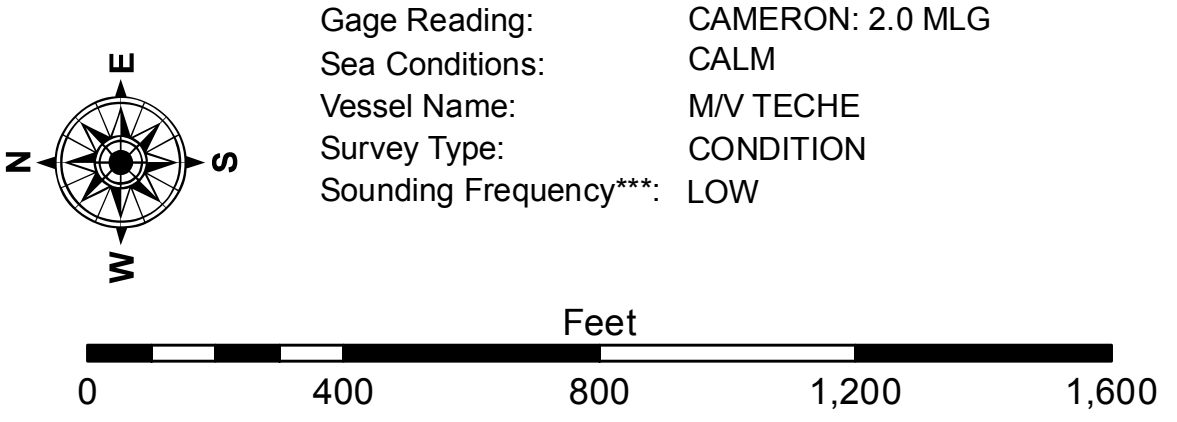 Gage Reading: CAMERON: 2.0 MLG
Sea Conditions: CALM
Vessel Name: M/V TECHE
Survey Type: CONDITION
Sounding Frequency***: LOW
E
N S
W
Feet
0 400 800 1,200 1,600